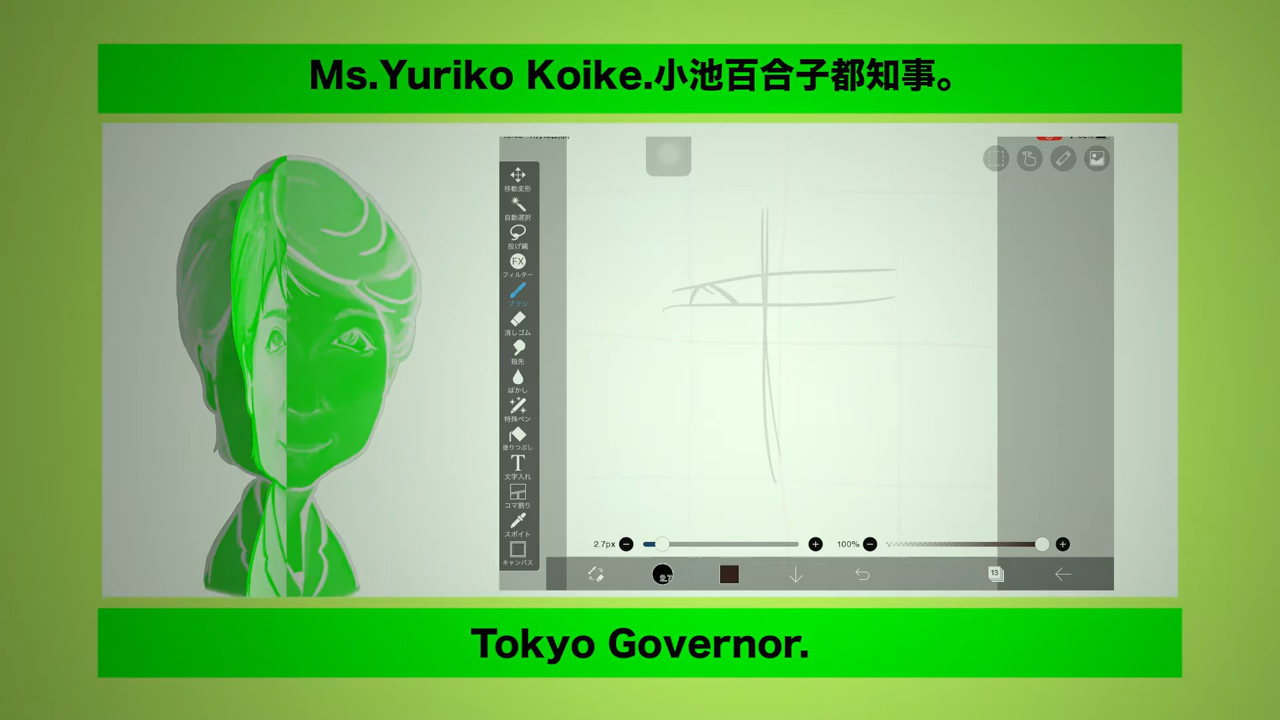 Ms.Yuriko Koike.小池百合子都知事。
移動変形
自動選択
投げ縄
フィルター
ブラシ
消しゴム
指先
ぼかし
特殊ペン
塗りつぶし
T
文字入れ
コマ割り
スポイト
キャンバス
FX
2.7px
100%
2.7
13
Tokyo Governor.